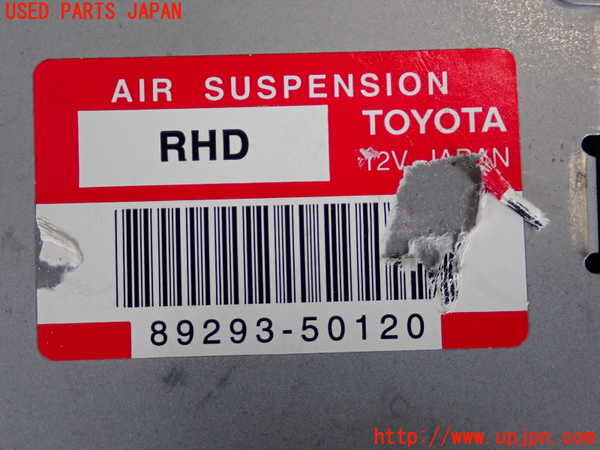 USED PARTS JAPAN
AIR SUSPENSION
RHD
TOYOTA
12V JAPAN
89293-50120
http://www.upjpn.com